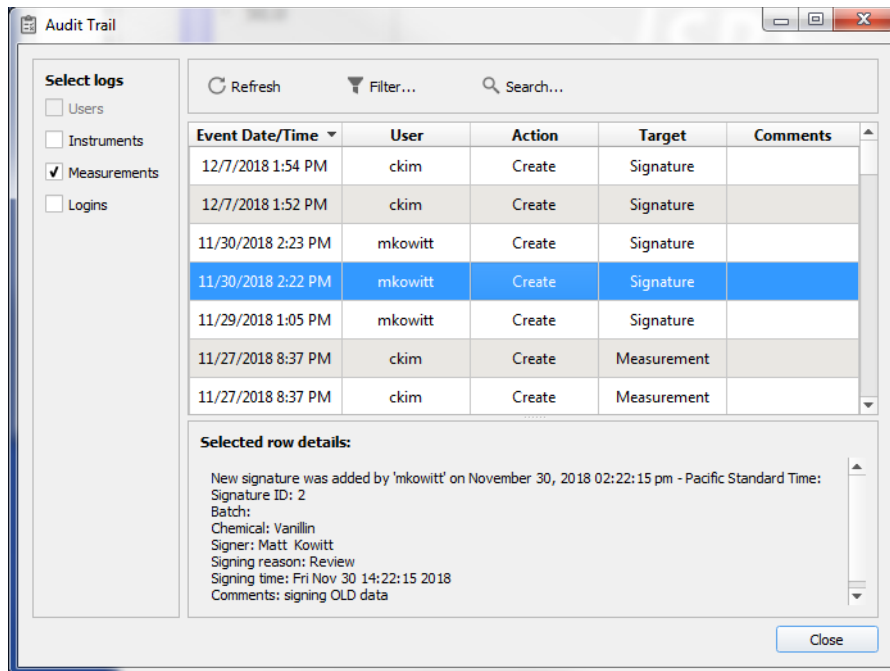 Audit Trail
Select logs
Users
Instruments
Measurements
Logins
Refresh Filter... Search...
Event Date/Time User Action Target Comments
12/7/2018 1:54 PM ckim Create Signature
12/7/2018 1:52 PM ckim Create Signature
11/30/2018 2:23 PM mkowitt Create Signature
11/30/2018 2:22 PM mkowitt Create Signature
11/29/2018 1:05 PM mkowitt Create Signature
11/27/2018 8:37 PM ckim Create Measurement
11/27/2018 8:37 PM ckim Create Measurement
Selected row details:
New signature was added by 'mkowitt' on November 30, 2018 02:22:15 pm - Pacific Standard Time:
Signature ID: 2
Batch:
Chemical: Vanillin
Signer: Matt Kowitt
Signing reason: Review
Signing time: Fri Nov 30 14:22:15 2018
Comments: signing OLD data
Close